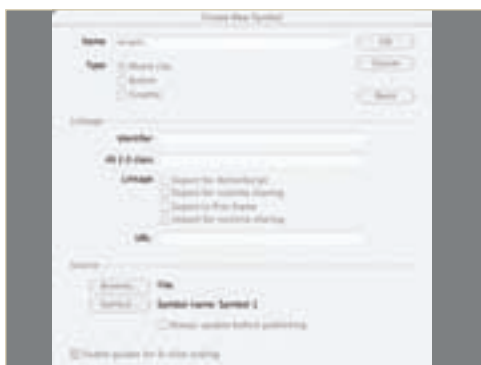 Create New Symbol
Name
OK
Type
Movie Clip
Cancel
Button
Graphic
Basic
Linkage
Identifier
AS 2.0 class
Linkage
Export for ActionScript
Export for runtime sharing
Export in first frame
Import for runtime sharing
URL
Source
Browse... File
Symbol... Symbol name: Symbol 1
Always update before publishing
Enable guides for 9-slice scaling